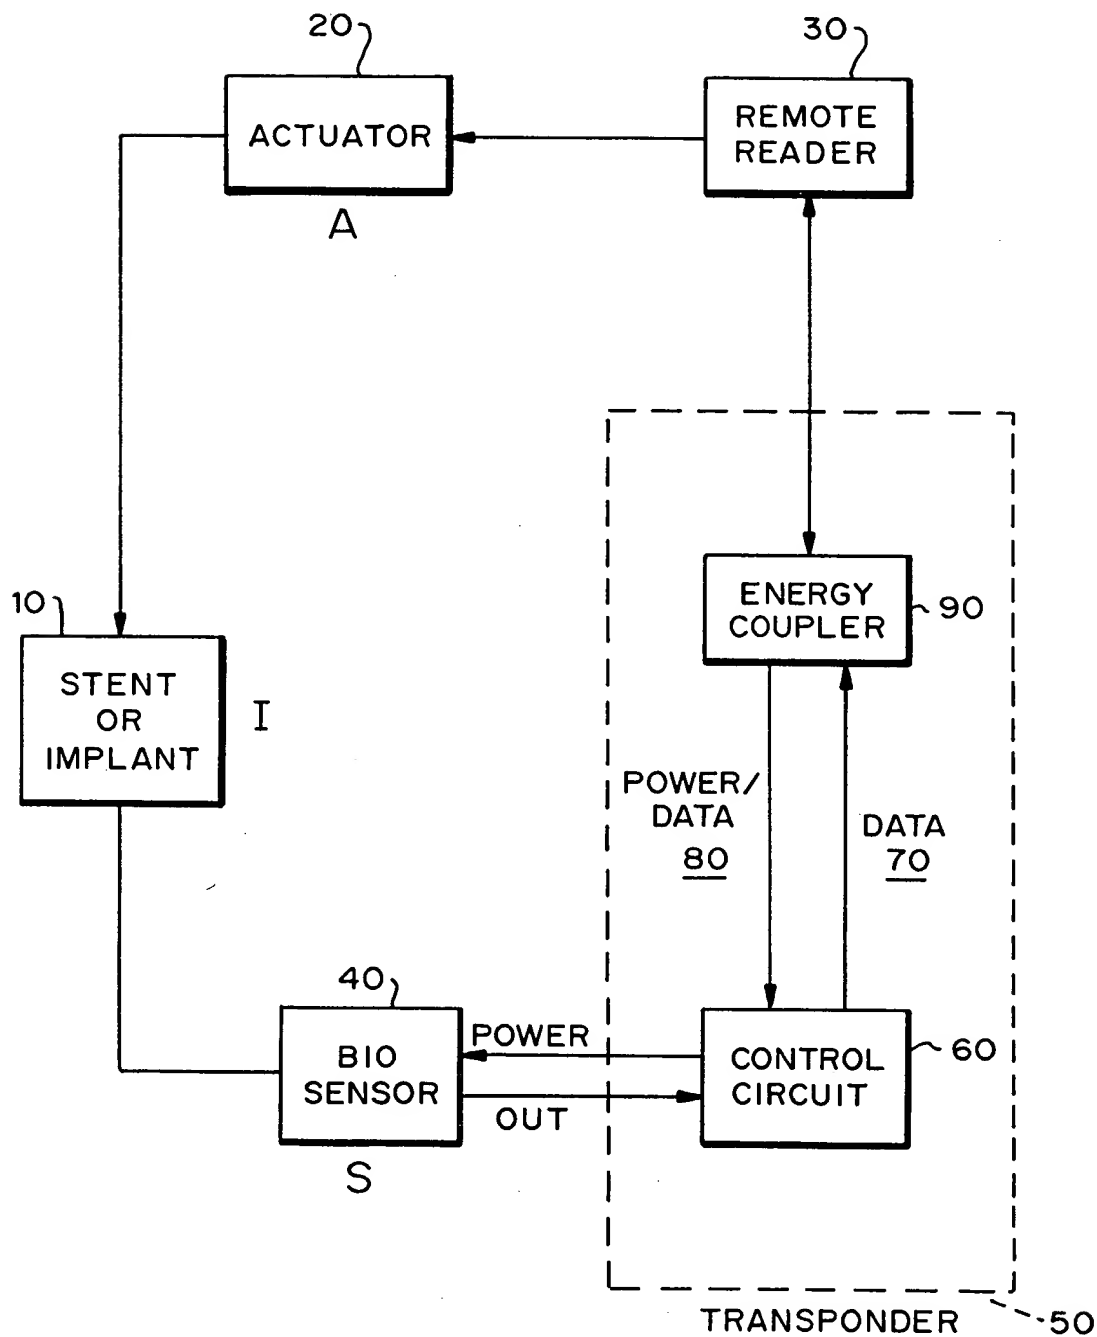 20
30
ACTUATOR
REMOTE
READER
A
10
STENT
OR
IMPLANT
I
ENERGY
COUPLER
90
POWER/
DATA
80
DATA
70
40
BIO
SENSOR
S
POWER
OUT
CONTROL
CIRCUIT
60
TRANSPONDER
50